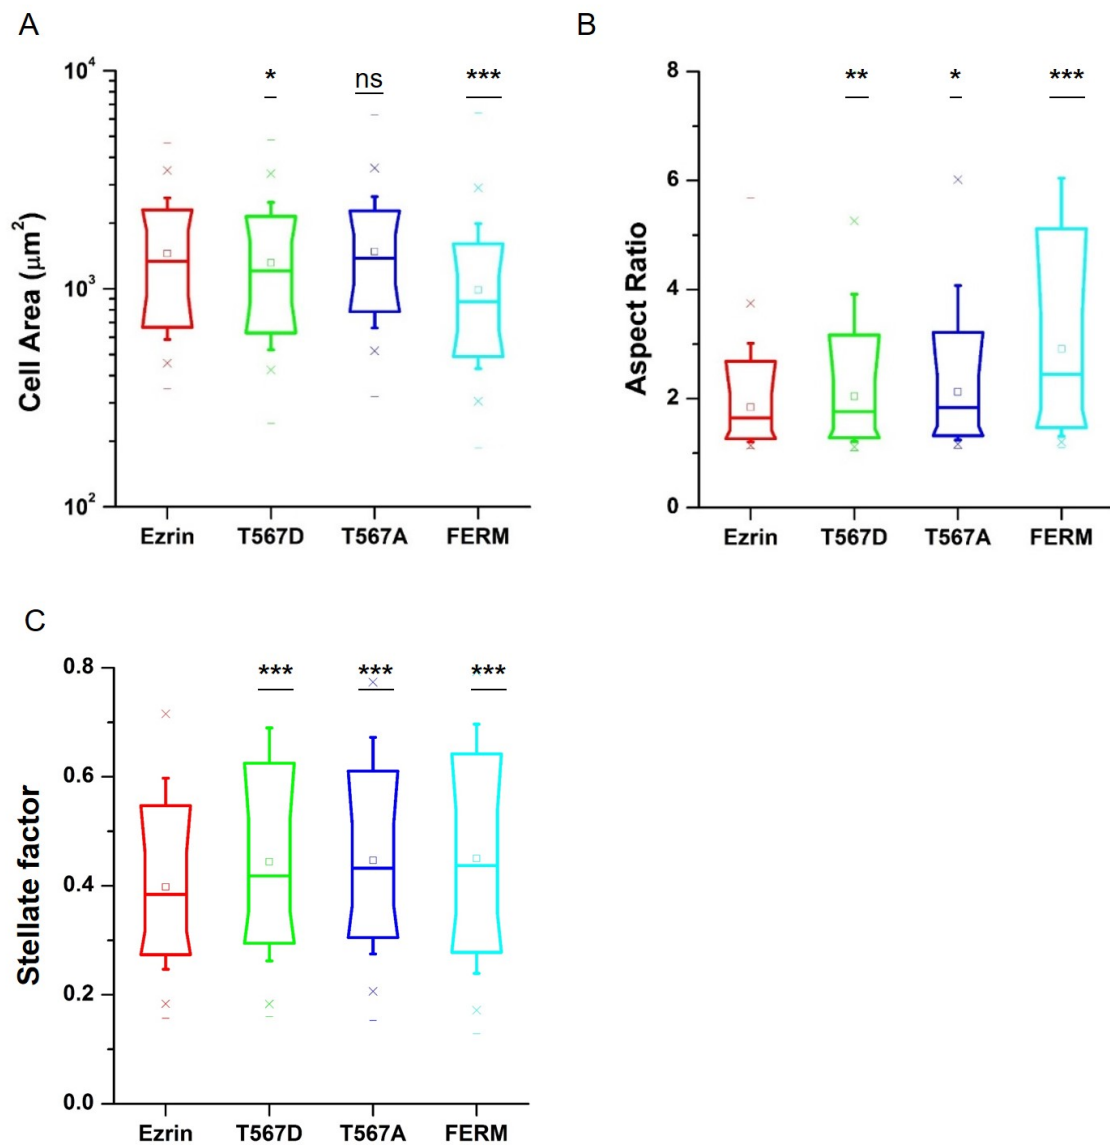 A
10^4
10^3
10^2
Cell Area (μm²)
* ns ***
Ezrin T567D T567A FERM
B
8
6
4
2
0
Aspect Ratio
** * ***
Ezrin T567D T567A FERM
C
0.8
0.6
0.4
0.2
0.0
Stellate factor
*** *** ***
Ezrin T567D T567A FERM